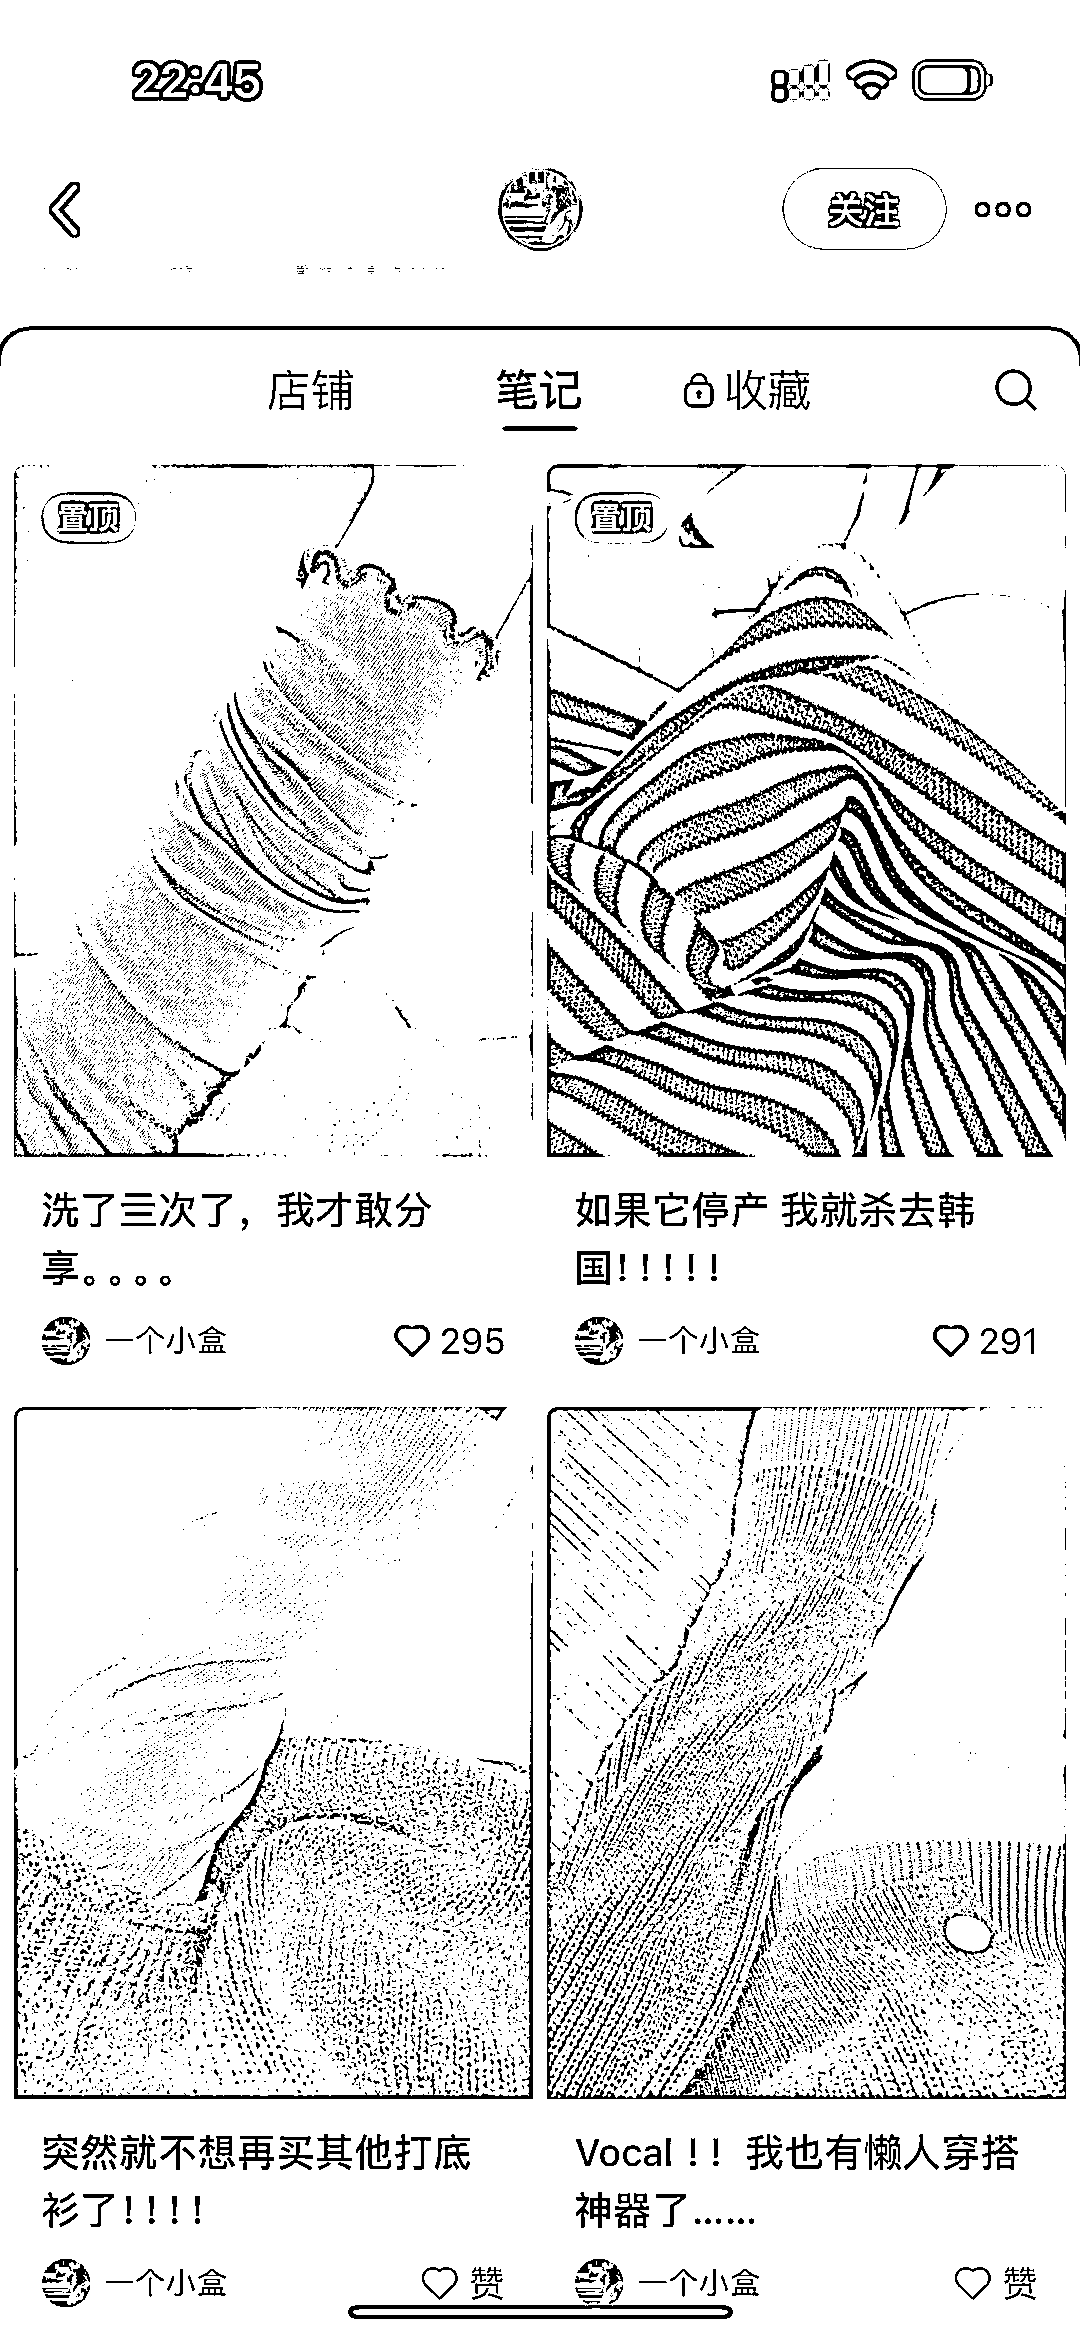 22:45
关注
店铺
笔记
收藏
置顶
置顶
洗了三次了，我才敢分
享。。。。
如果它停产 我就杀去韩
国！！！！！
一个小盒
295
一个小盒
291
突然就不想再买其他打底
衫了！！！！
Vocal！！ 我也有懒人穿搭
神器了……
一个小盒
赞
一个小盒
赞